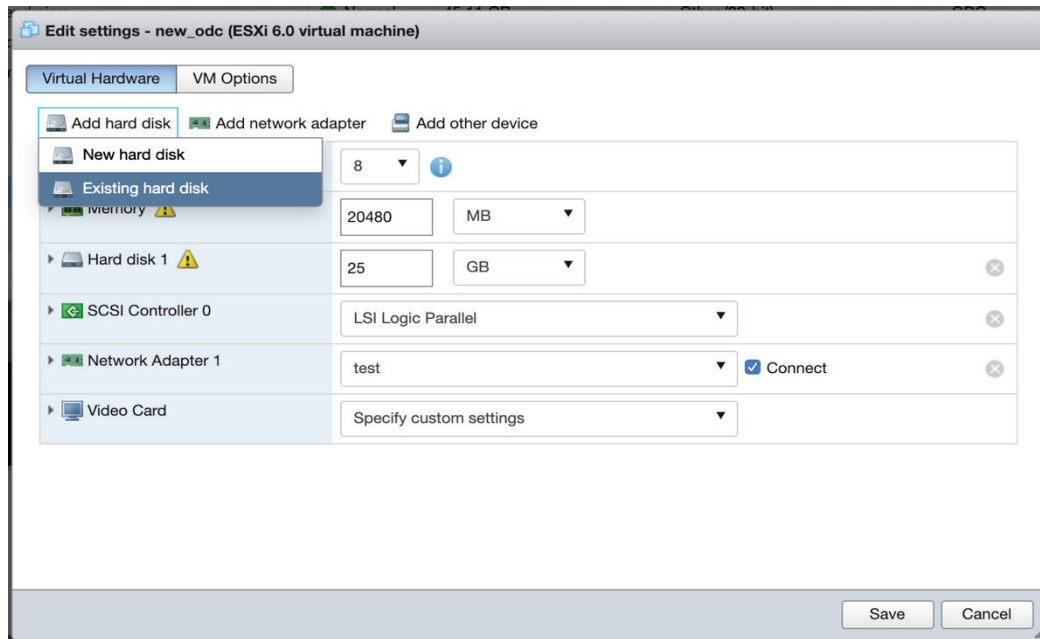 Edit settings - new_odc (ESXi 6.0 virtual machine)
Virtual Hardware VM Options
Add hard disk Add network adapter Add other device
New hard disk
8
Existing hard disk
Memory
20480 MB
Hard disk 1
25 GB
SCSI Controller 0
LSI Logic Parallel
Network Adapter 1
test Connect
Video Card
Specify custom settings
Save Cancel